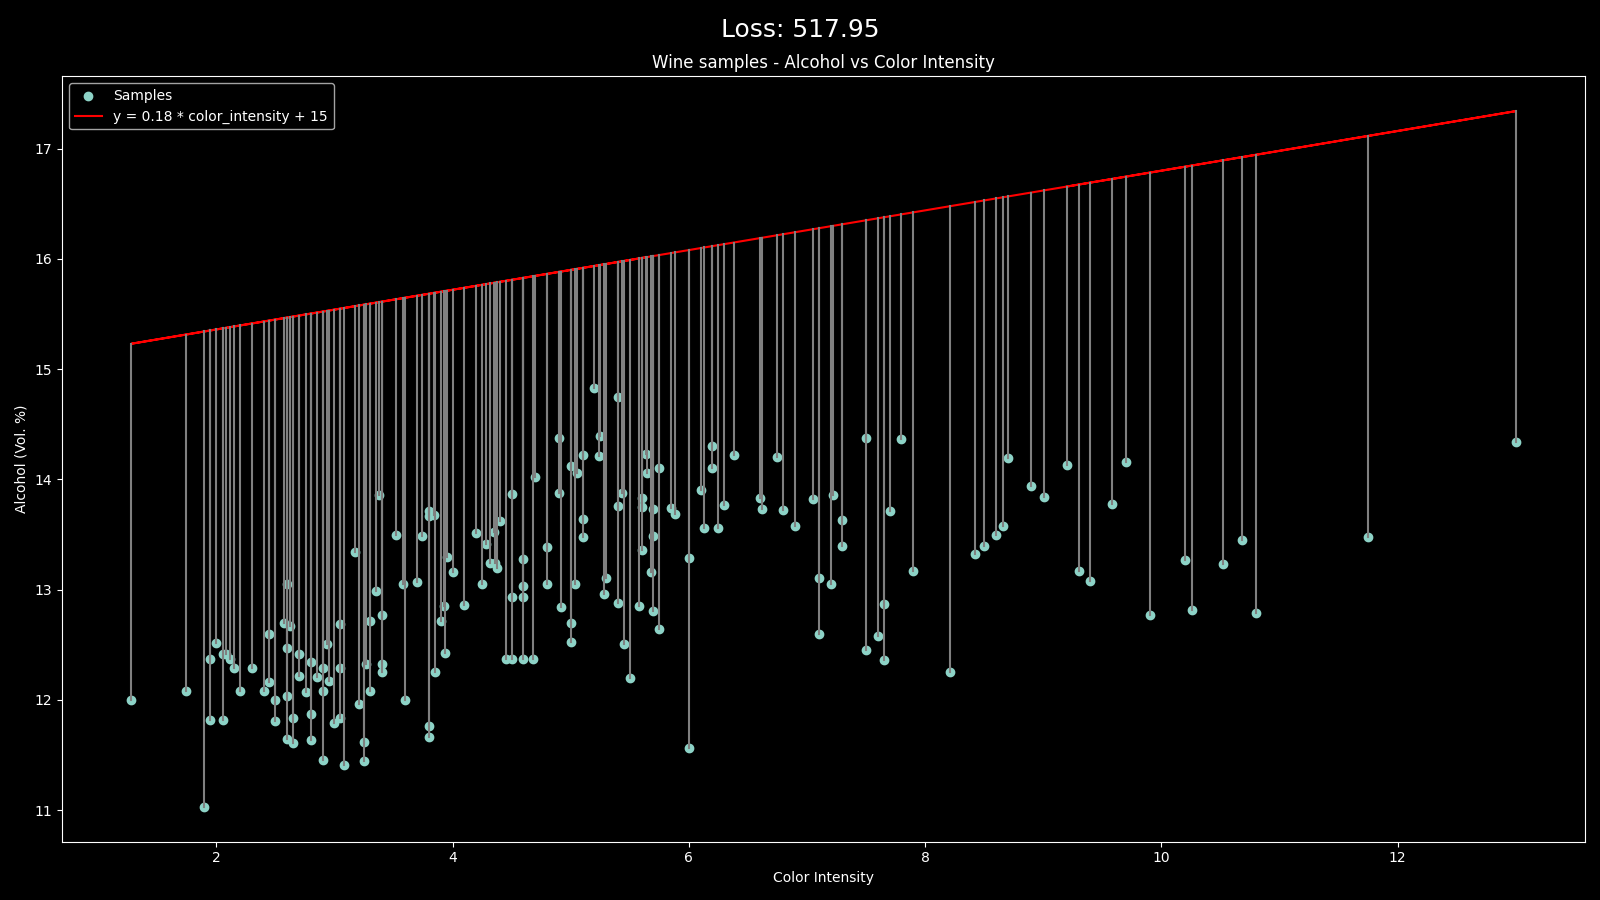 Loss: 517.95
Wine samples - Alcohol vs Color Intensity
Samples
y = 0.18 * color_intensity + 15
17
16
15
14
13
12
11
Alcohol (Vol. %)
2 4 6 8 10 12
Color Intensity